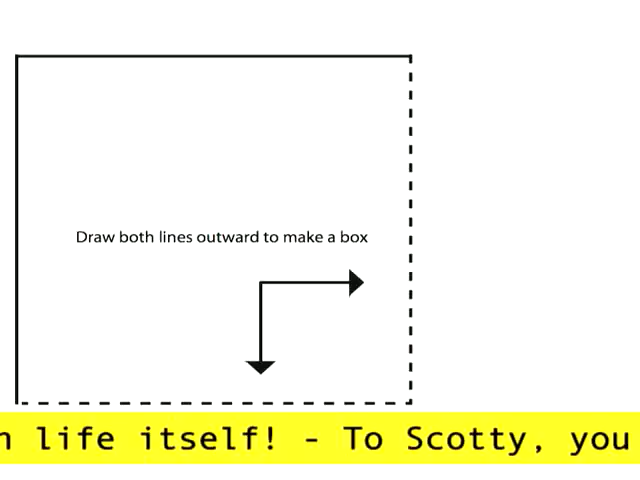 Draw both lines outward to make a box
life itself! - To Scotty, you